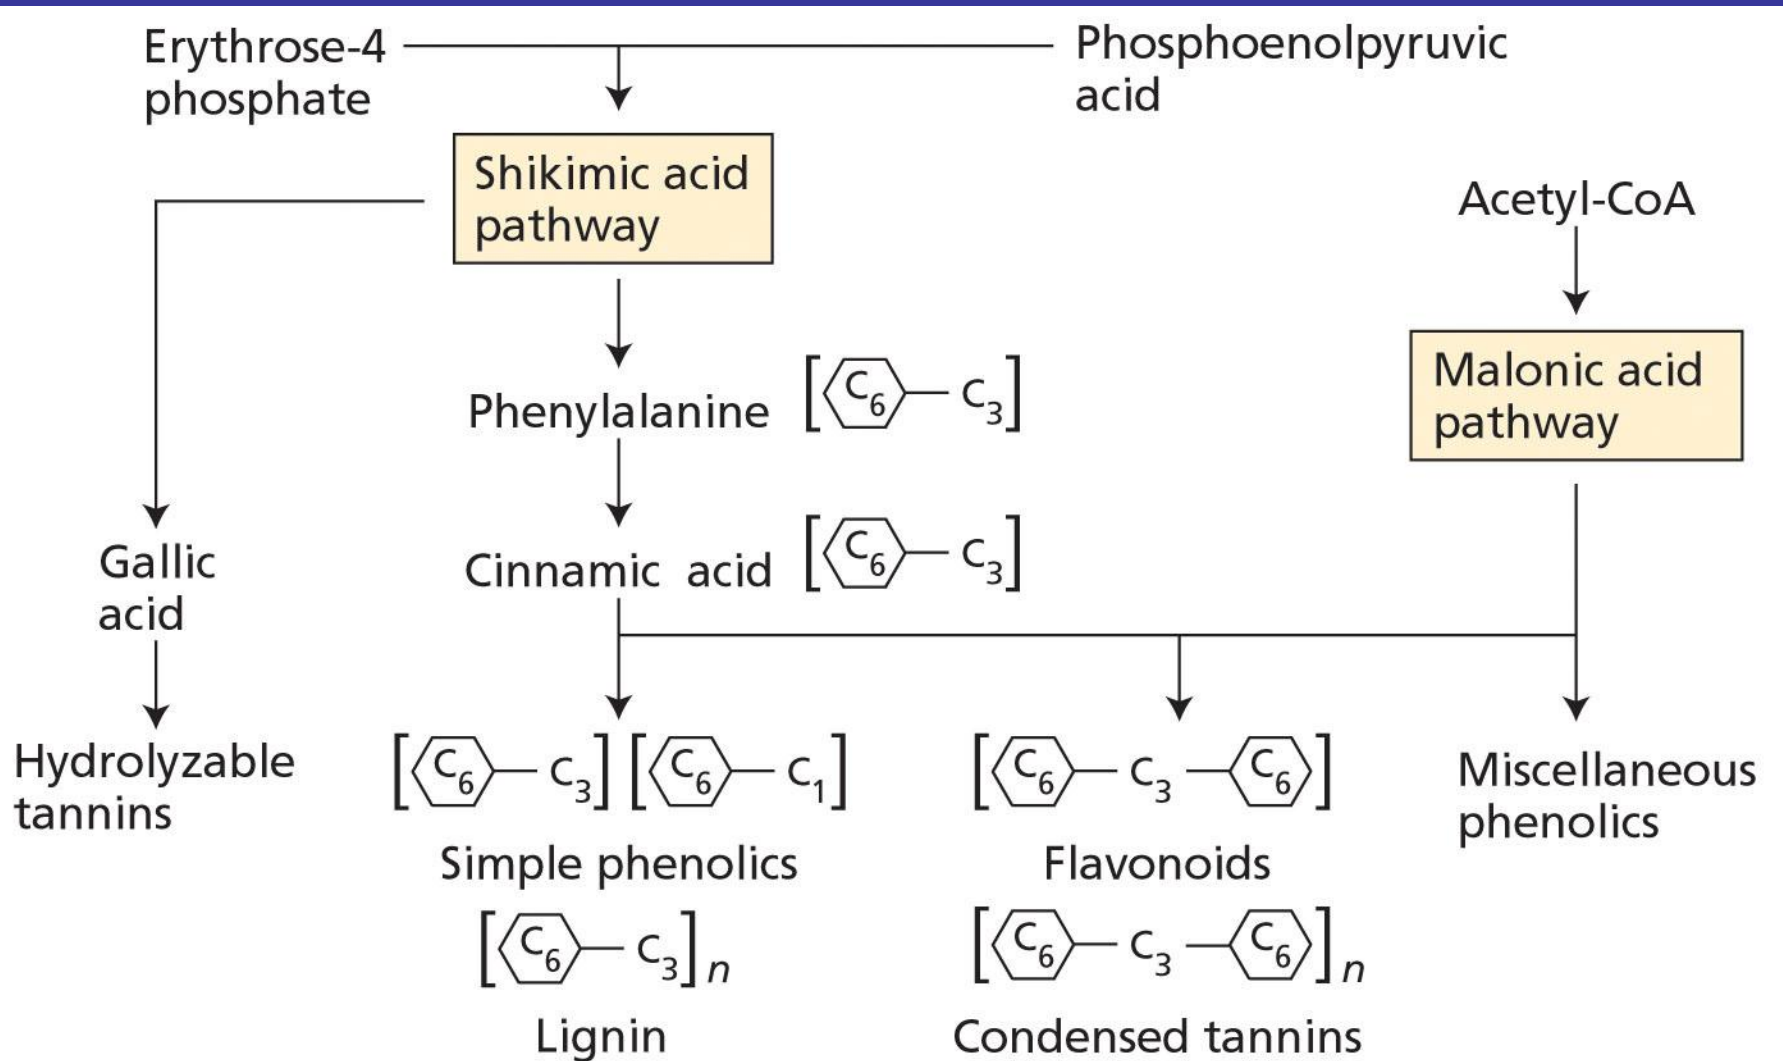 Erythrose-4
phosphate
Phosphoenolpyruvic
acid
Shikimic acid
pathway
Acetyl-CoA
Malonic acid
pathway
Phenylalanine [C6—C3]
Cinnamic acid [C6—C3]
Gallic
acid
Hydrolyzable
tannins
[C6—C3] [C6—C1]
Simple phenolics
[C6—C3]n
Lignin
[C6—C3—C6]
Flavonoids
[C6—C3—C6]n
Condensed tannins
Miscellaneous
phenolics